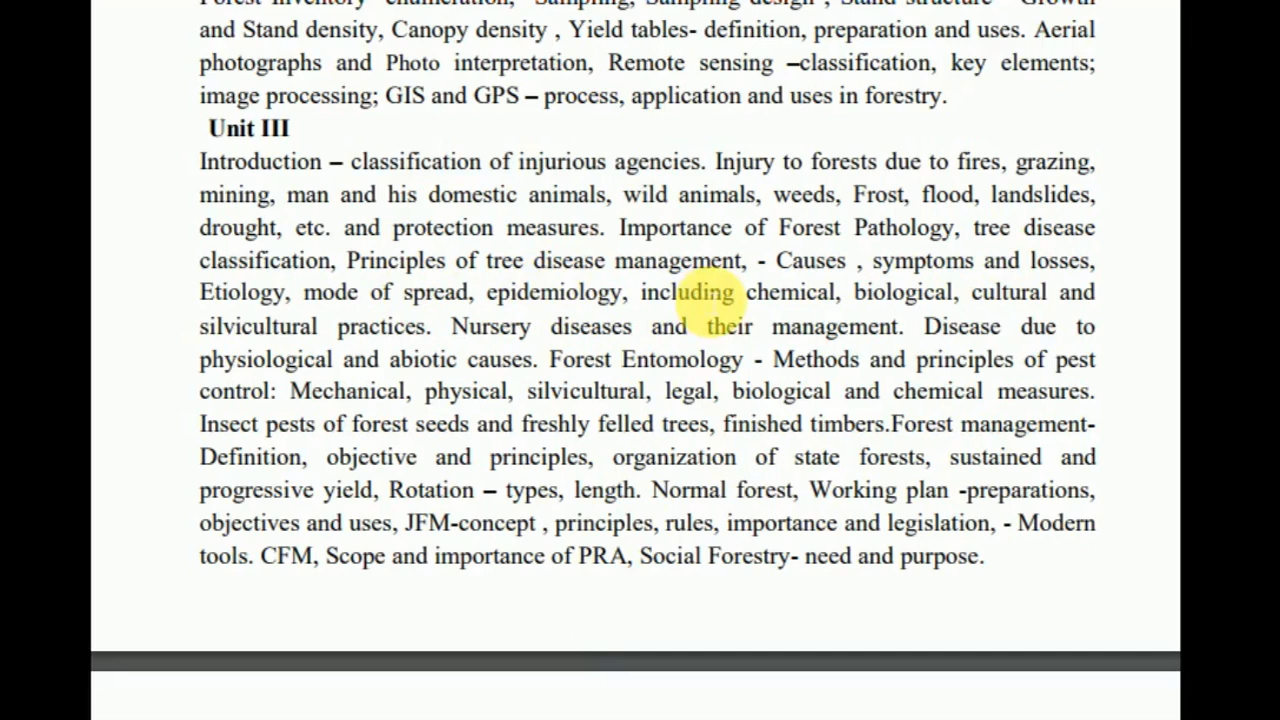 Forest inventory- enumeration, Sampling, Sampling design , Stand structure - Growth
and Stand density, Canopy density , Yield tables- definition, preparation and uses. Aerial
photographs and Photo interpretation, Remote sensing –classification, key elements;
image processing; GIS and GPS – process, application and uses in forestry.
Unit III
Introduction – classification of injurious agencies. Injury to forests due to fires, grazing,
mining, man and his domestic animals, wild animals, weeds, Frost, flood, landslides,
drought, etc. and protection measures. Importance of Forest Pathology, tree disease
classification, Principles of tree disease management, - Causes , symptoms and losses,
Etiology, mode of spread, epidemiology, including chemical, biological, cultural and
silvicultural practices. Nursery diseases and their management. Disease due to
physiological and abiotic causes. Forest Entomology - Methods and principles of pest
control: Mechanical, physical, silvicultural, legal, biological and chemical measures.
Insect pests of forest seeds and freshly felled trees, finished timbers.Forest management-
Definition, objective and principles, organization of state forests, sustained and
progressive yield, Rotation – types, length. Normal forest, Working plan -preparations,
objectives and uses, JFM-concept , principles, rules, importance and legislation, - Modern
tools. CFM, Scope and importance of PRA, Social Forestry- need and purpose.